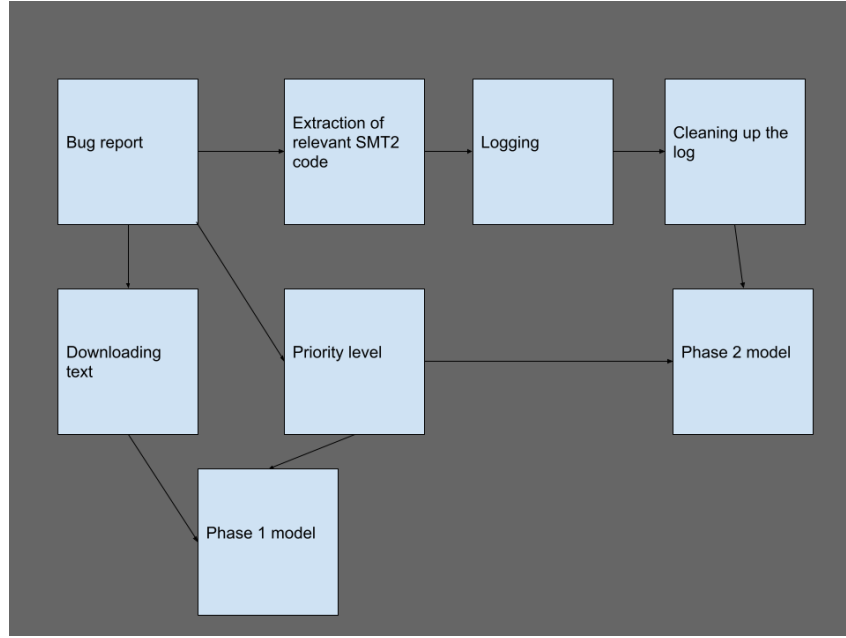 Bug report
Extraction of
relevant SMT2
code
Logging
Cleaning up the
log
Downloading
text
Priority level
Phase 2 model
Phase 1 model